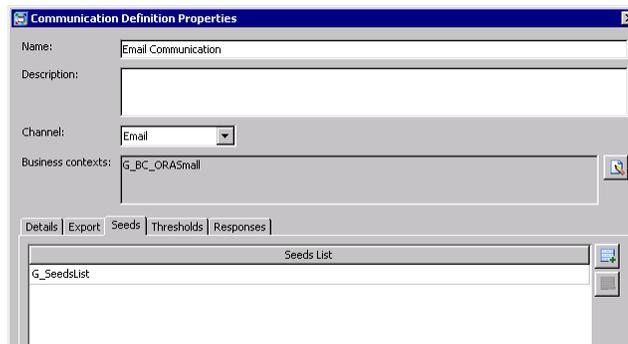 Communication Definition Properties
Name: Email Communication
Description:
Channel: Email
Business contexts: G_BC_ORASmall
Details Export Seeds Thresholds Responses
Seeds List
G_SeedsList